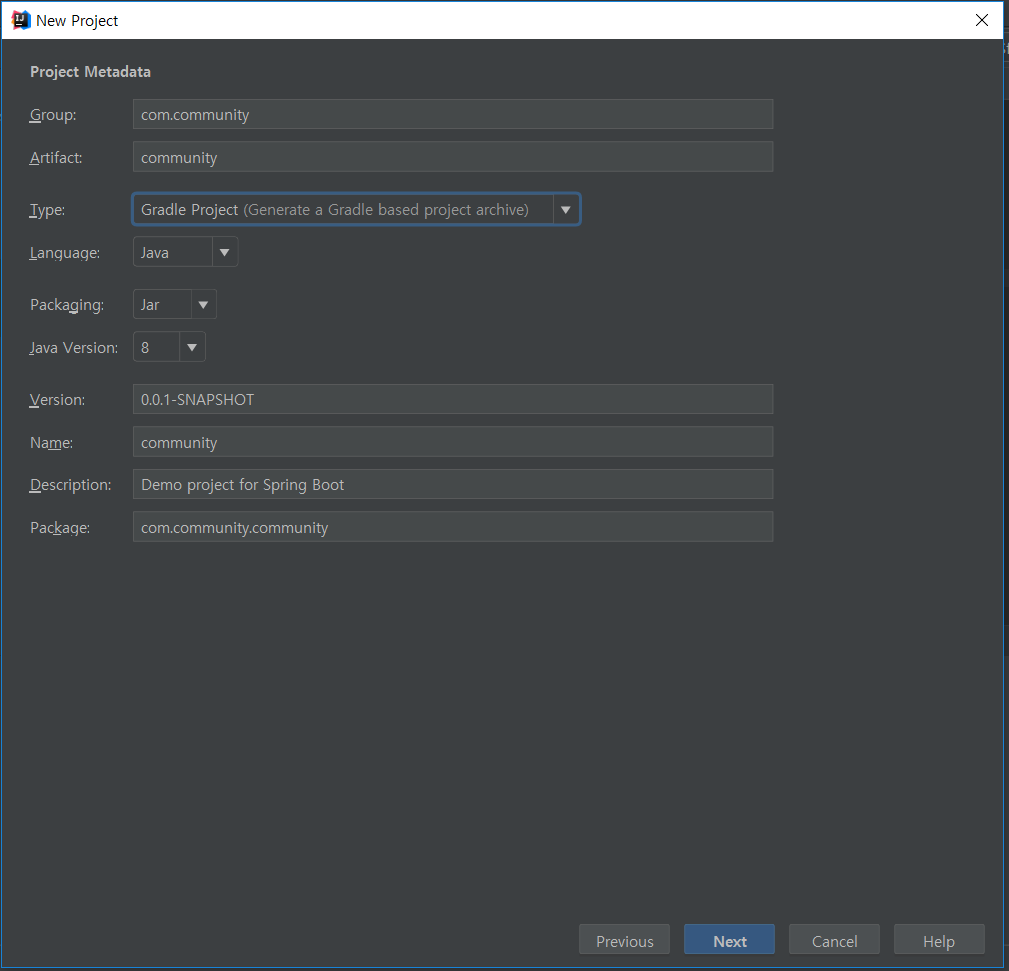 New Project
Project Metadata
Group: com.community
Artifact: community
Type: Gradle Project (Generate a Gradle based project archive)
Language: Java
Packaging: Jar
Java Version: 8
Version: 0.0.1-SNAPSHOT
Name: community
Description: Demo project for Spring Boot
Package: com.community.community
Previous Next Cancel Help